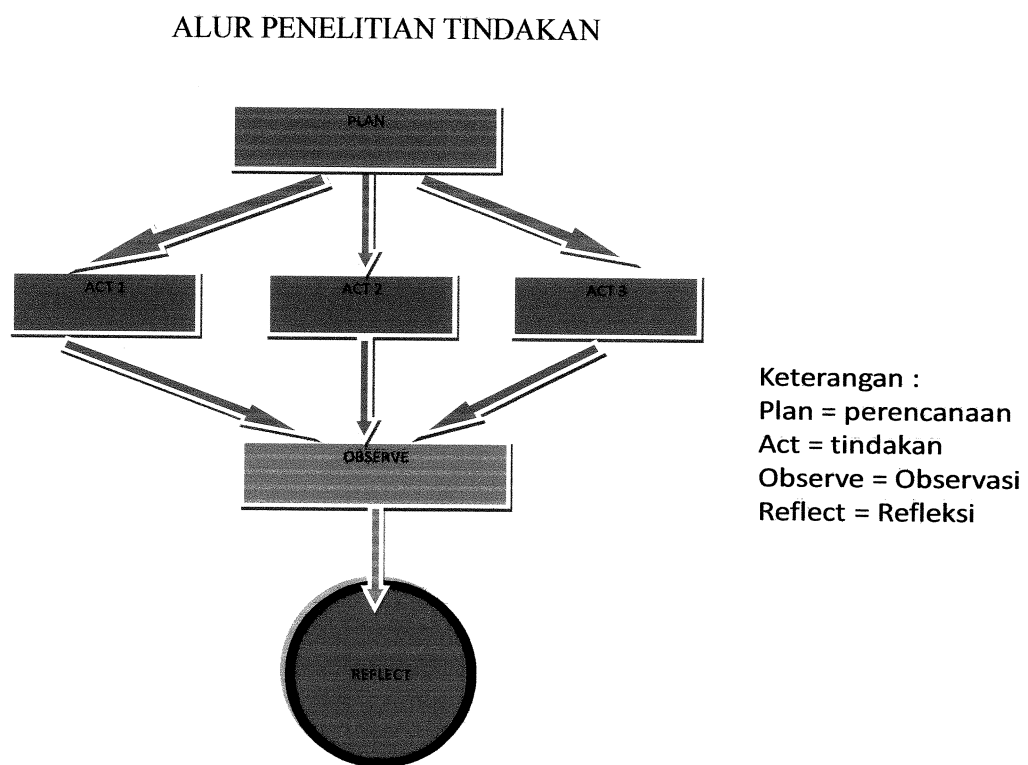 ALUR PENELITIAN TINDAKAN
PLAN
ACT 1
ACT 2
ACT 3
OBSERVE
REFLECT
Keterangan :
Plan = perencanaan
Act = tindakan
Observe = Observasi
Reflect = Refleksi